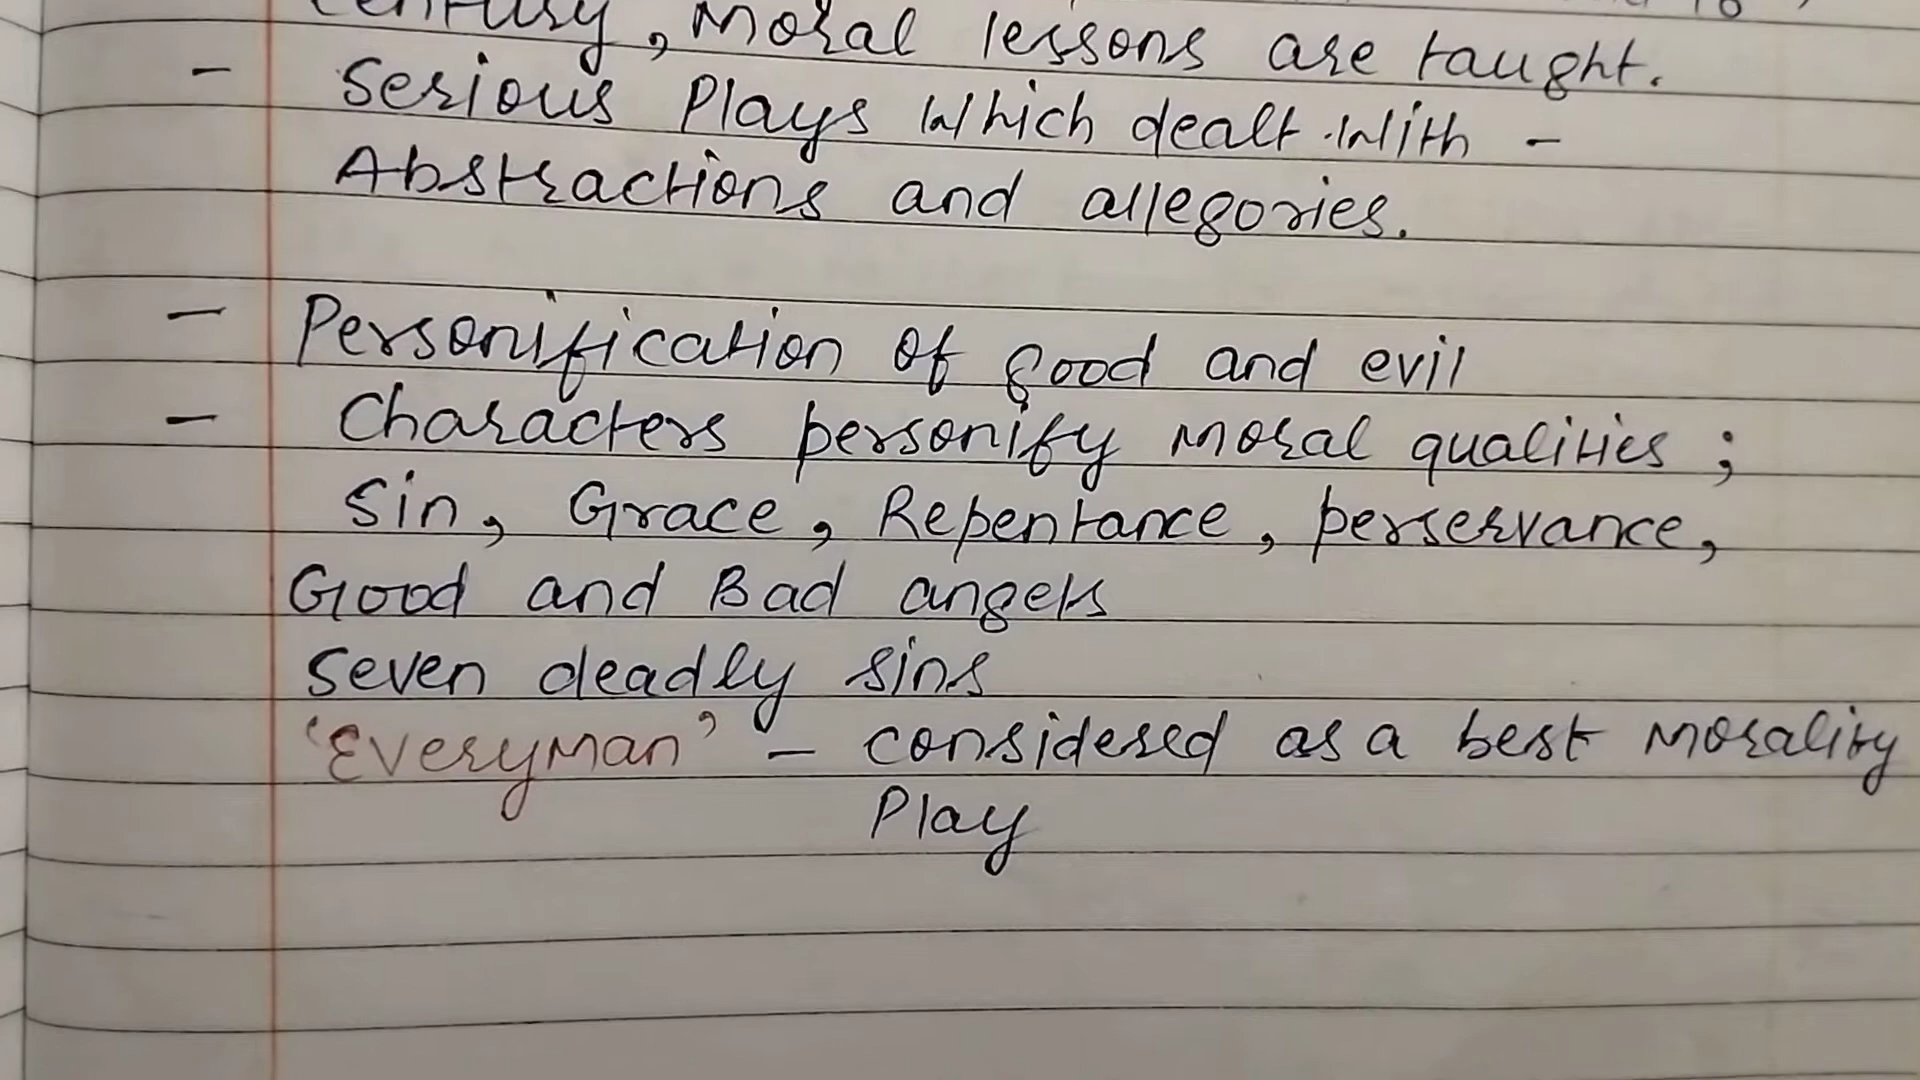 century, Moral lessons are taught.
- Serious Plays Which dealt With -
Abstractions and allegories.
- Personification of good and evil
- Characters personify Moral qualities ;
Sin, Grace, Repentance, perservance,
Good and Bad angels
Seven deadly sins
'Everyman' - considered as a best Morality
Play